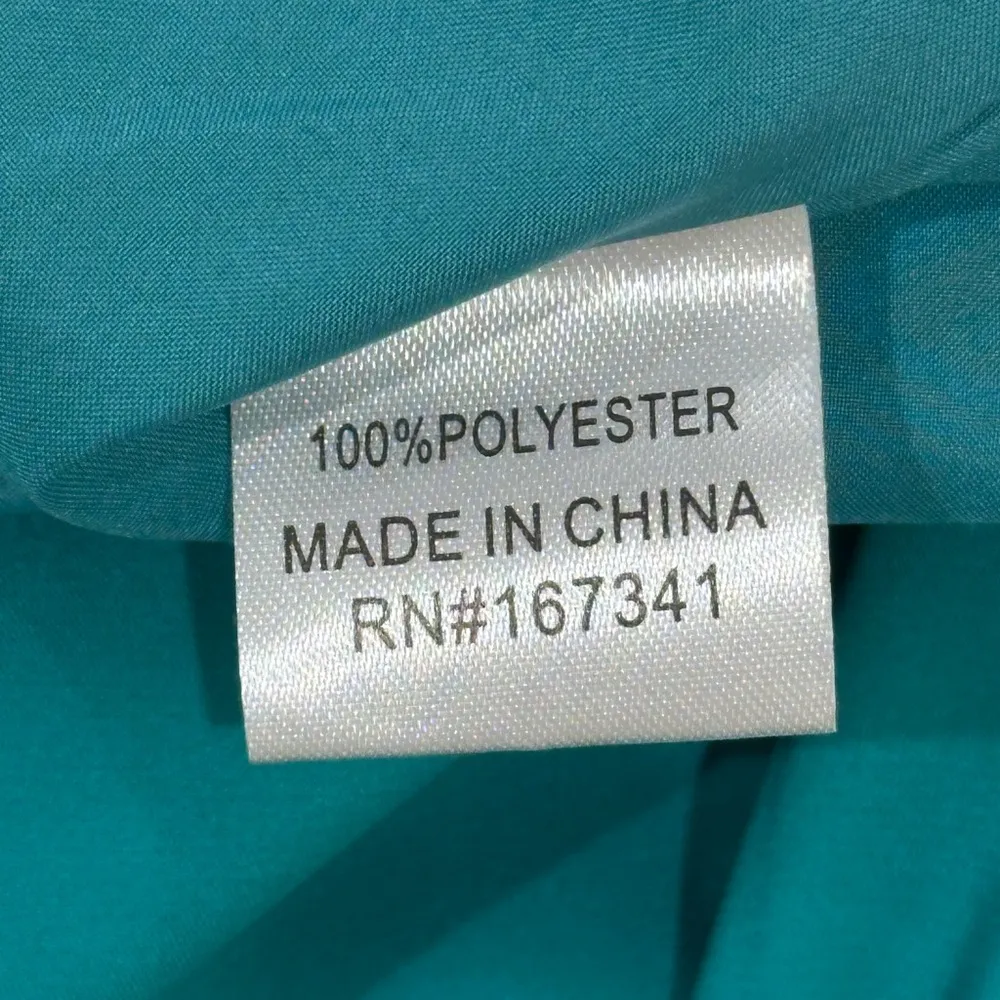 100%POLYESTER
MADE IN CHINA
RN#167341